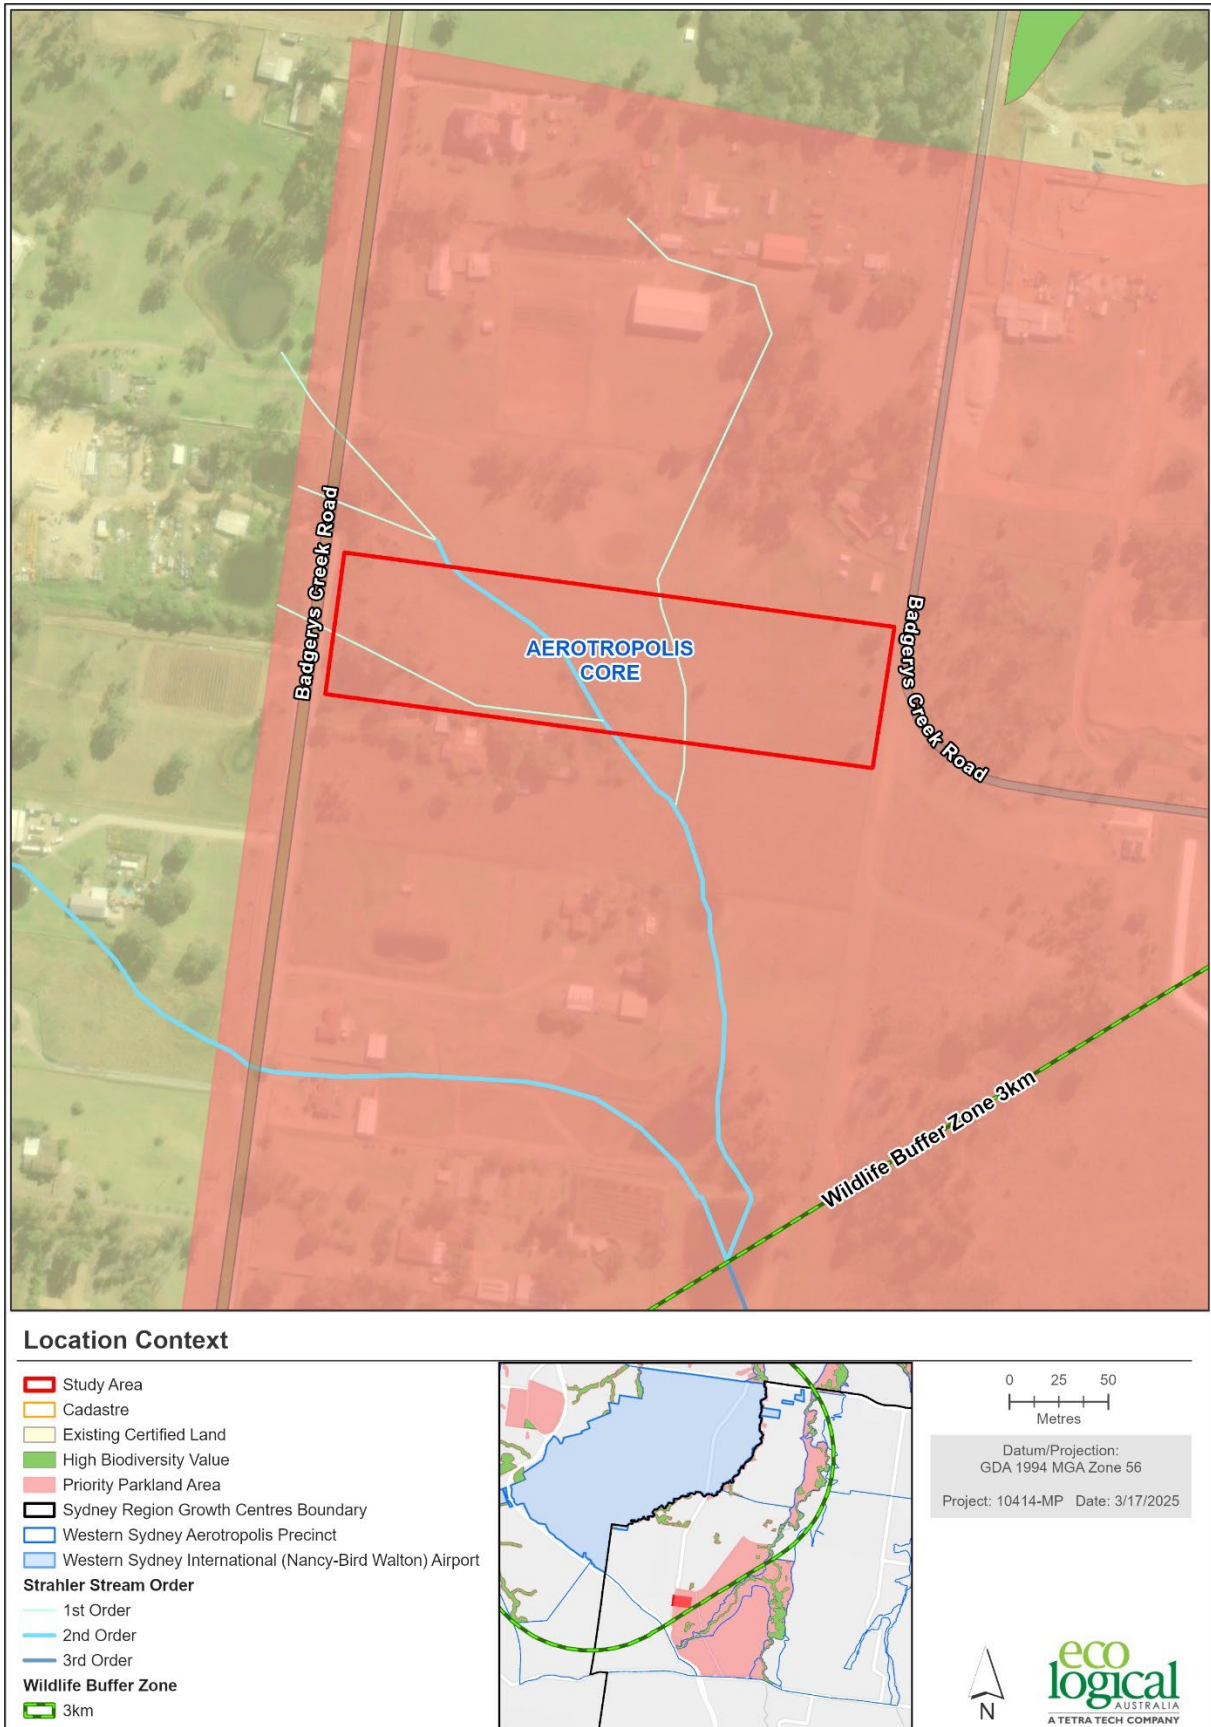 Badgerys Creek Road
AEROTROPOLIS
CORE
Badgerys Creek Road
Wildlife Buffer Zone 3km
Location Context
Study Area
Cadastre
Existing Certified Land
High Biodiversity Value
Priority Parkland Area
Sydney Region Growth Centres Boundary
Western Sydney Aerotropolis Precinct
Western Sydney International (Nancy-Bird Walton) Airport
Strahler Stream Order
1st Order
2nd Order
3rd Order
Wildlife Buffer Zone
3km
0 25 50
Metres
Datum/Projection:
GDA 1994 MGA Zone 56
Project: 10414-MP Date: 3/17/2025
N
eco
logical
AUSTRALIA
A TETRA TECH COMPANY